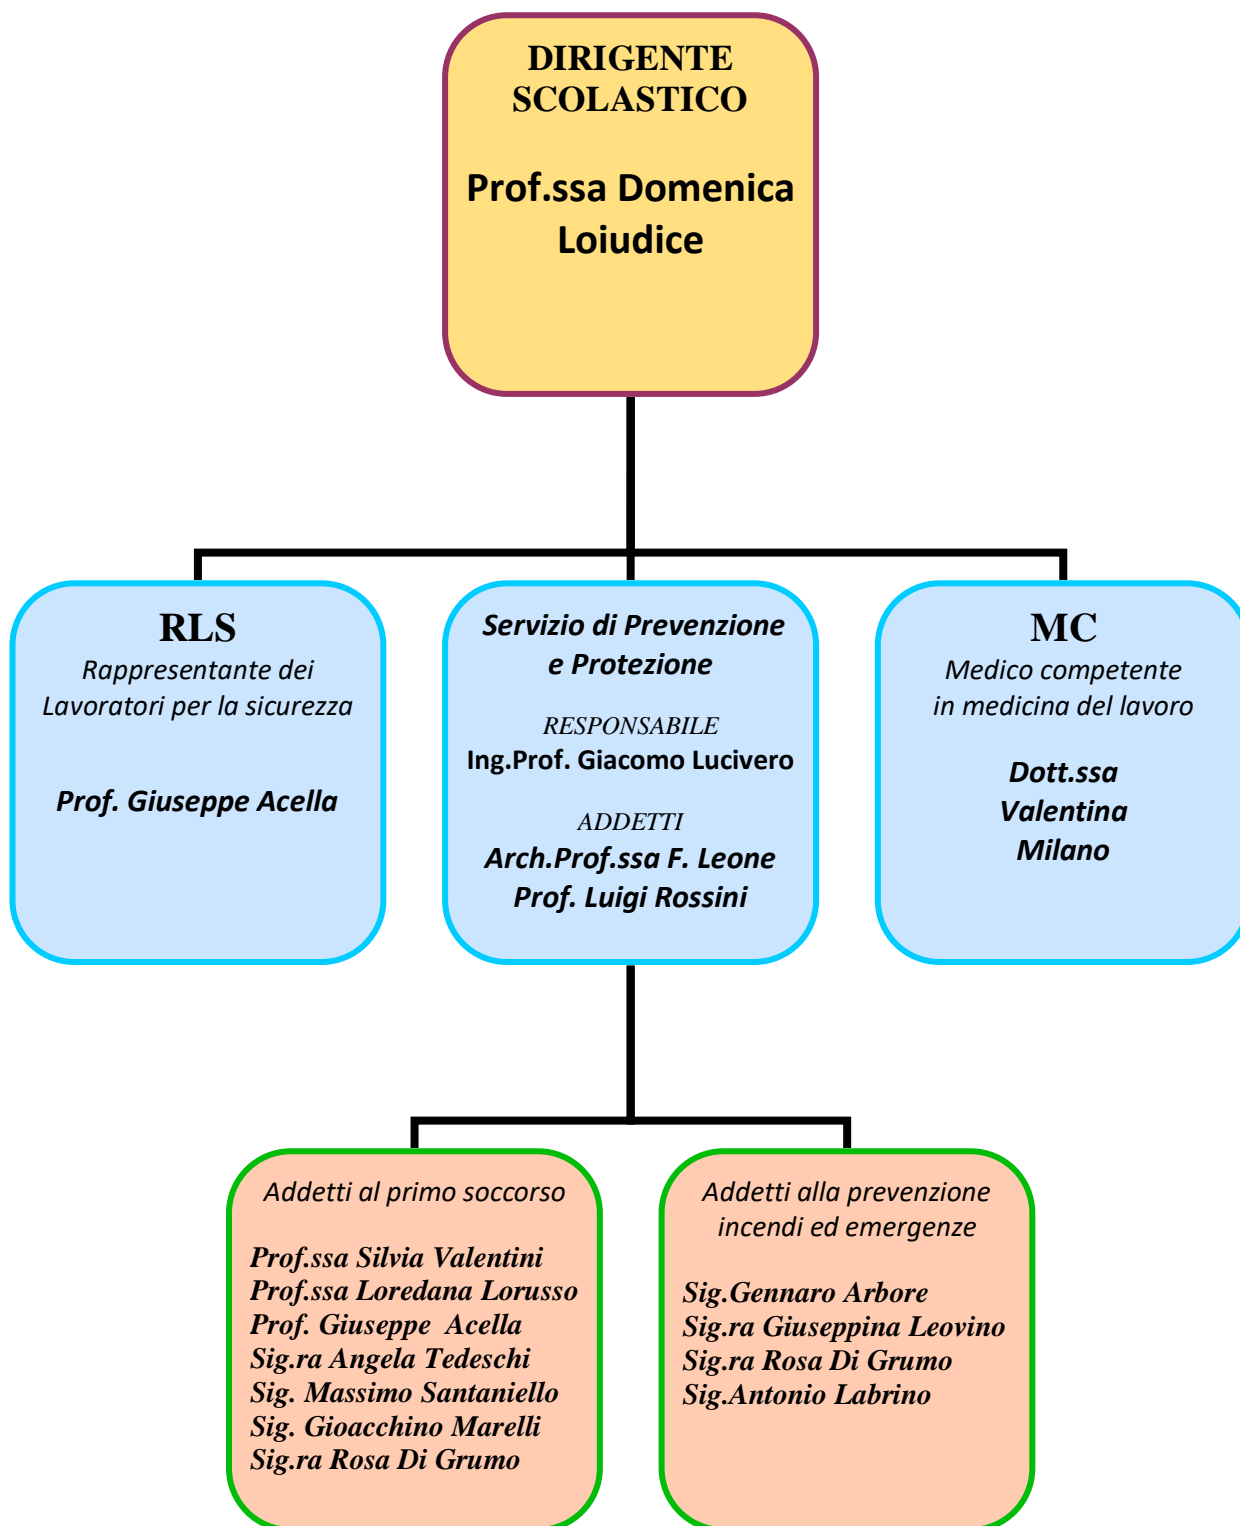 DIRIGENTE
SCOLASTICO
Prof.ssa Domenica
Loiudice
RLS
Rappresentante dei
Lavoratori per la sicurezza
Prof. Giuseppe Acella
Servizio di Prevenzione
e Protezione
RESPONSABILE
Ing.Prof. Giacomo Lucivero
ADDETTI
Arch.Prof.ssa F. Leone
Prof. Luigi Rossini
MC
Medico competente
in medicina del lavoro
Dott.ssa
Valentina
Milano
Addetti al primo soccorso
Prof.ssa Silvia Valentini
Prof.ssa Loredana Lorusso
Prof. Giuseppe  Acella
Sig.ra Angela Tedeschi
Sig. Massimo Santaniello
Sig. Gioacchino Marelli
Sig.ra Rosa Di Grumo
Addetti alla prevenzione
incendi ed emergenze
Sig.Gennaro Arbore
Sig.ra Giuseppina Leovino
Sig.ra Rosa Di Grumo
Sig.Antonio Labrino